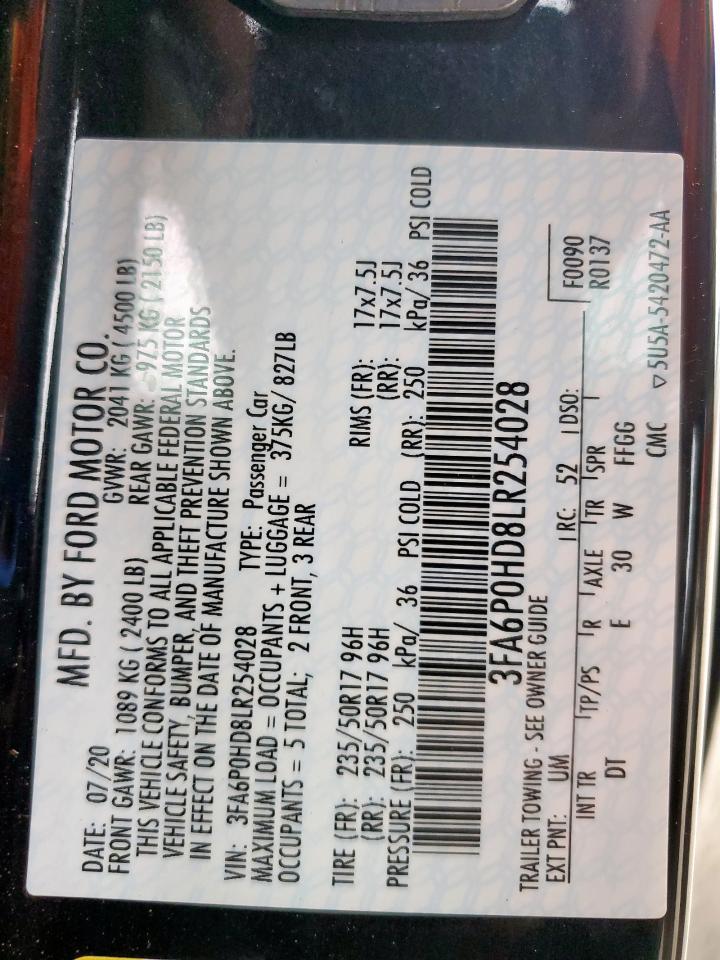 MFD. BY FORD MOTOR CO.
DATE: 07/20 GVWR: 2041 KG ( 4500 LB)
FRONT GAWR: 1089 KG ( 2400 LB) REAR GAWR: 975 KG ( 2150 LB)
THIS VEHICLE CONFORMS TO ALL APPLICABLE FEDERAL MOTOR
VEHICLE SAFETY, BUMPER, AND THEFT PREVENTION STANDARDS
IN EFFECT ON THE DATE OF MANUFACTURE SHOWN ABOVE.
VIN: 3FA6P0HD8LR254028 TYPE: Passenger Car
MAXIMUM LOAD = OCCUPANTS + LUGGAGE = 375KG/ 827LB
OCCUPANTS = 5 TOTAL; 2 FRONT, 3 REAR
TIRE (FR): 235/50R17 96H RIMS (FR): 17x7.5J
(RR): 235/50R17 96H (RR): 17x7.5J
PRESSURE (FR): 250 kPa/ 36 PSI COLD (RR): 250 kPa/ 36 PSI COLD
3FA6P0HD8LR254028
TRAILER TOWING - SEE OWNER GUIDE
EXT PNT: UM RC: 52 DSO: F0090
R0137
INT TR TP/PS R AXLE TR SPR
DT E 30 W FFGG
CMC ▽5U5A-5420472-AA